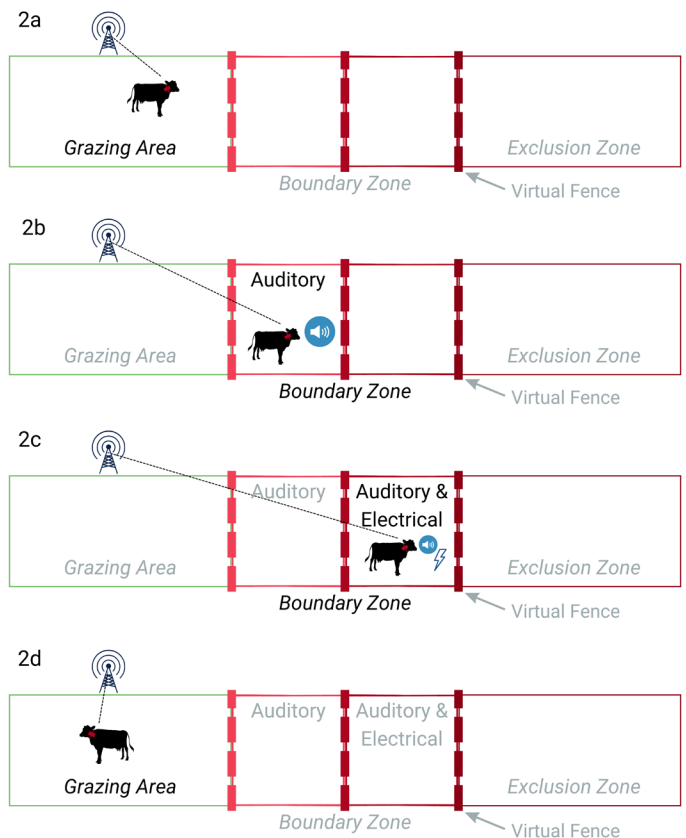 2a
Grazing Area
Exclusion Zone
Boundary Zone
Virtual Fence
2b
Auditory
Grazing Area
Exclusion Zone
Boundary Zone
Virtual Fence
2c
Auditory
Auditory &
Electrical
Grazing Area
Exclusion Zone
Boundary Zone
Virtual Fence
2d
Auditory
Auditory &
Electrical
Grazing Area
Exclusion Zone
Boundary Zone
Virtual Fence